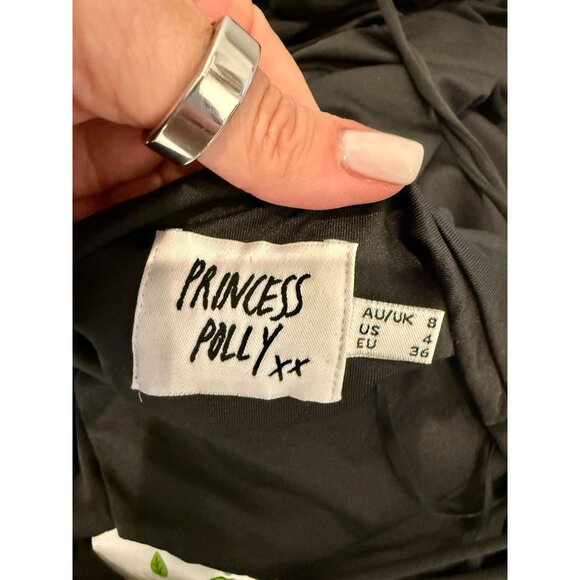 PRINCESS
POLLY xx
AU/UK 8
US 4
EU 36